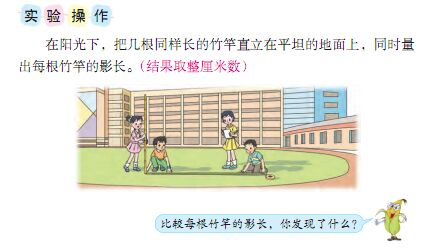 实验操作
在阳光下，把几根同样长的竹竿直立在平坦的地面上，同时量
出每根竹竿的影长。（结果取整厘米数）
比较每根竹竿的影长，你发现了什么？